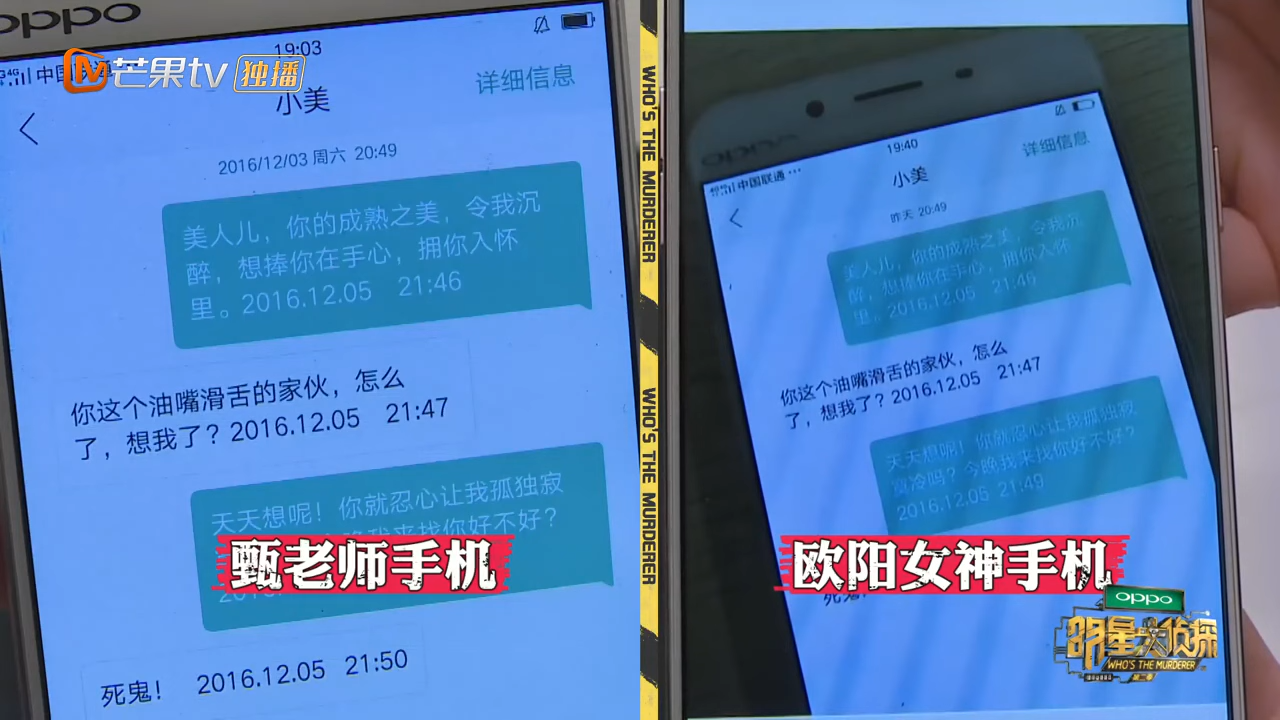 oppo
芒果tv 独播
4G 中国联通
19:03
小美
详细信息
2016/12/03 周六 20:49
美人儿，你的成熟之美，令我沉
醉，想捧你在手心，拥你入怀
里。2016.12.05 21:46
你这个油嘴滑舌的家伙，怎么
了，想我了？2016.12.05 21:47
天天想呢！你就忍心让我孤独寂
来找你好不好？
死鬼！ 2016.12.05 21:50
甄老师手机
WHO'S THE MURDERER
WHO'S THE MURDERER
oppo
中国联通
19:40
小美
详细信息
昨天 20:49
美人儿，你的成熟之美，令我沉
醉，想捧你在手心，拥你入怀
里。2016.12.05 21:46
你这个油嘴滑舌的家伙，怎么
了，想我了？2016.12.05 21:47
天天想呢！你就忍心让我孤独寂
寞冷吗？今晚我来找你好不好？
2016.12.05 21:49
死鬼
欧阳女神手机
oppo
明星大侦探
WHO'S THE MURDERER
第二季